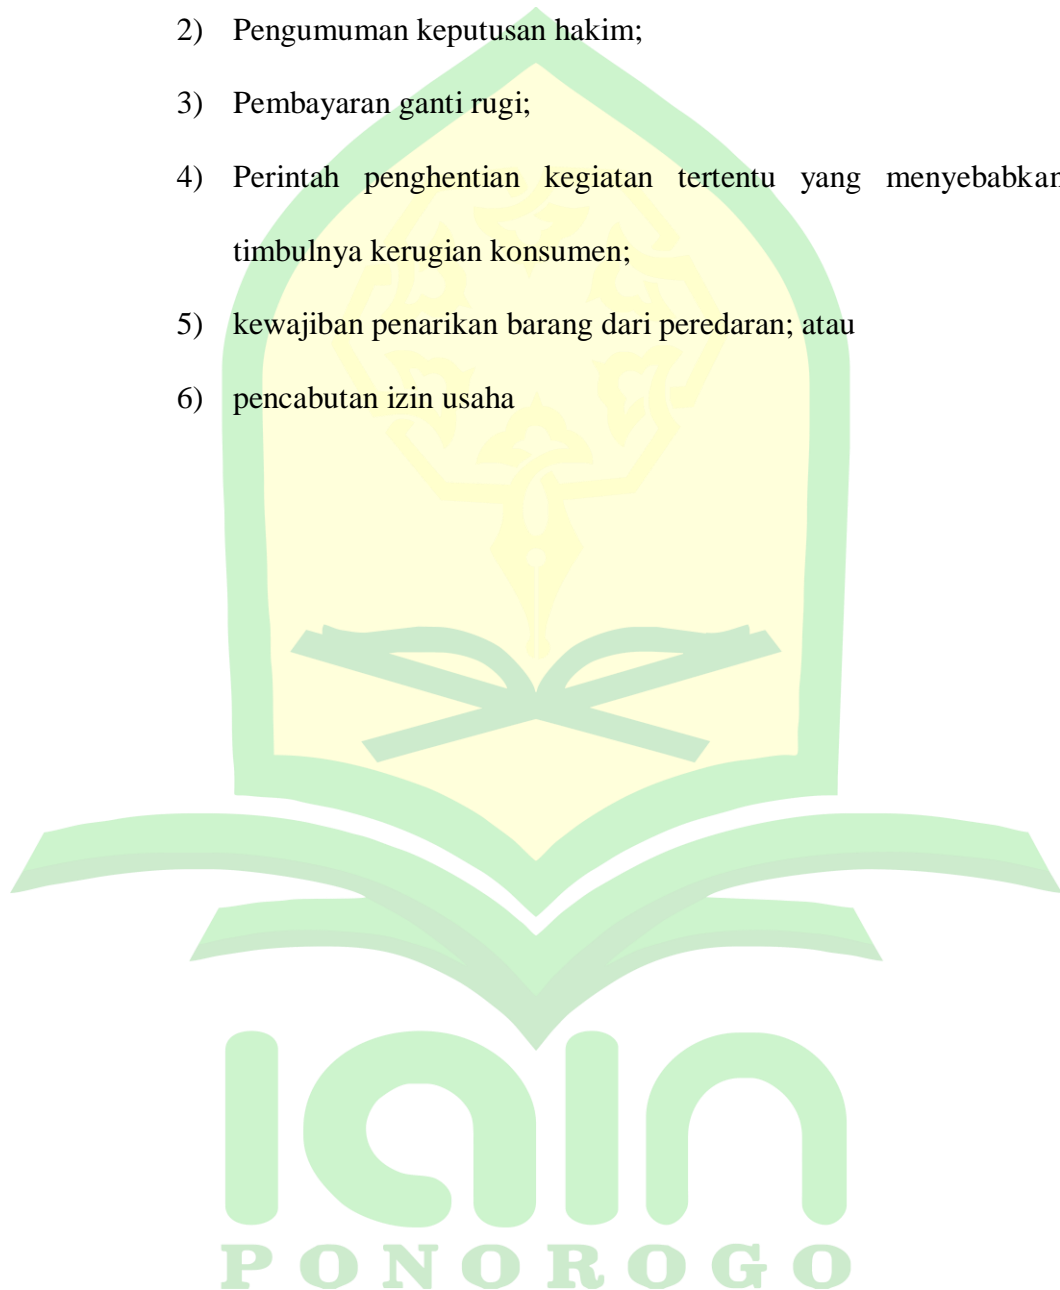 2) Pengumuman keputusan hakim;
3) Pembayaran ganti rugi;
4) Perintah penghentian kegiatan tertentu yang menyebabkan
timbulnya kerugian konsumen;
5) kewajiban penarikan barang dari peredaran; atau
6) pencabutan izin usaha
iain
PONOROGO